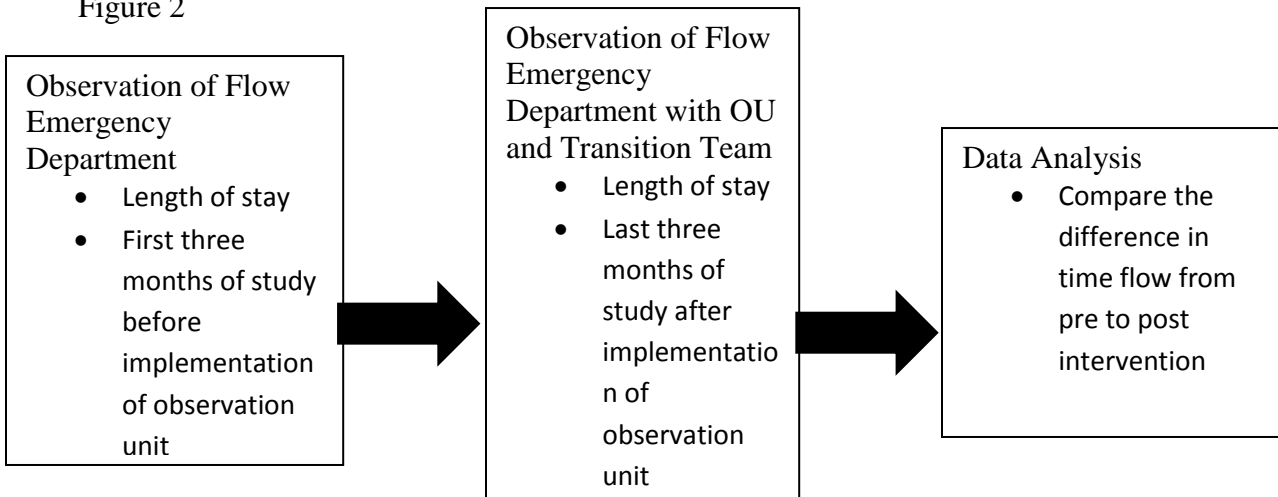 Figure 2
Observation of Flow
Emergency
Department
• Length of stay
• First three
months of study
before
implementation
of observation
unit
Observation of Flow
Emergency
Department with OU
and Transition Team
• Length of stay
• Last three
months of
study after
implementatio
n of
observation
unit
Data Analysis
• Compare the
difference in
time flow from
pre to post
intervention